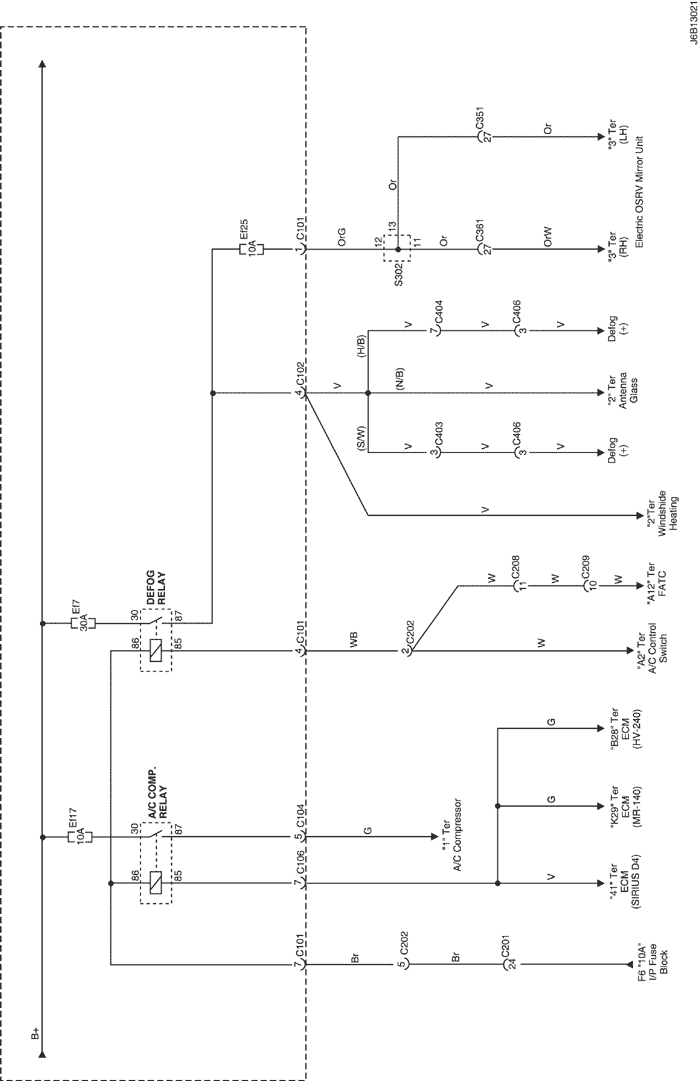 J6B13021
B+
Ef17
10A
Ef7
30A
Ef25
10A
A/C COMP.
RELAY
DEFOG
RELAY
86
30
85
87
86
30
85
87
7 C101
7 C106
5 C104
4 C101
4 C102
1 C101
Br
5 C202
Br
24 C201
F6 "10A"
I/P Fuse
Block
G
"1" Ter
A/C Compressor
V
"41" Ter
ECM
(SIRIUS D4)
G
"K29" Ter
ECM
(MR-140)
G
"B28" Ter
ECM
(HV-240)
WB
2 C202
W
"A2" Ter
A/C Control
Switch
W
11 C208
W
10 C209
W
"A12" Ter
FATC
V
"2"Ter
Windshide
Heating
V
(S/W)
V
3 C403
V
3 C406
V
Defog
(+)
(N/B)
V
"2" Ter
Antenna
Glass
(H/B)
V
7 C404
V
3 C406
V
Defog
(+)
OrG
12
13
11
S302
Or
27 C361
OrW
"3" Ter
(RH)
Or
27 C351
Or
"3" Ter
(LH)
Electric OSRV Mirror Unit